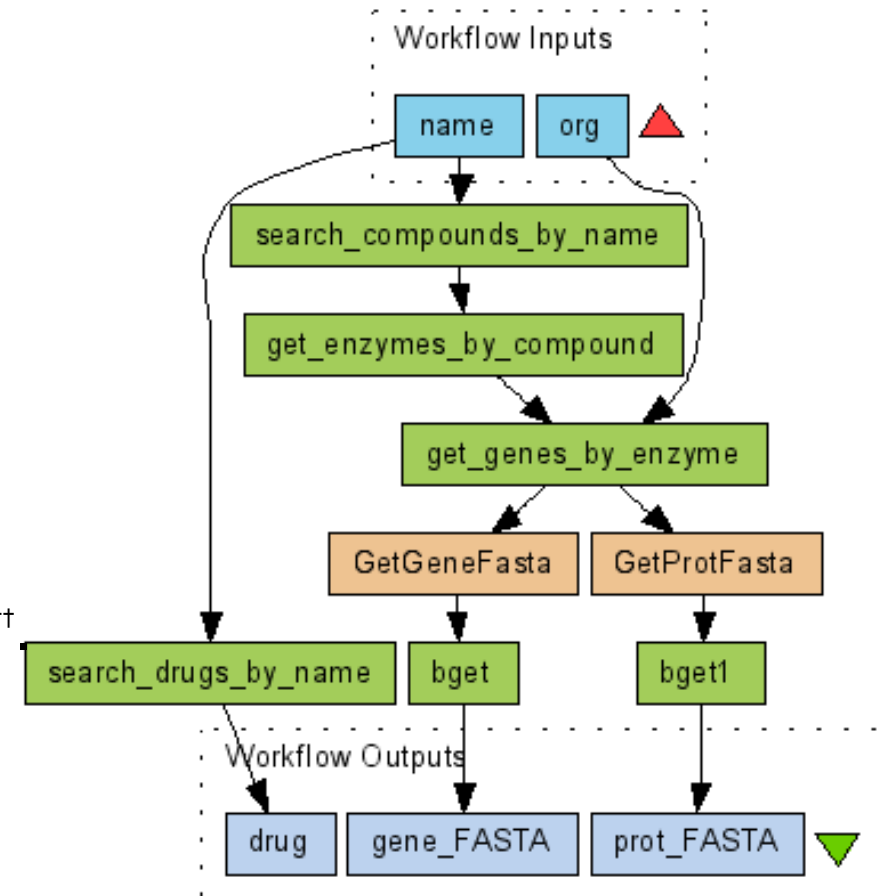 Workflow Inputs
name
org
search_compounds_by_name
get_enzymes_by_compound
get_genes_by_enzyme
GetGeneFasta
GetProtFasta
search_drugs_by_name
bget
bget1
Workflow Outputs
drug
gene_FASTA
prot_FASTA